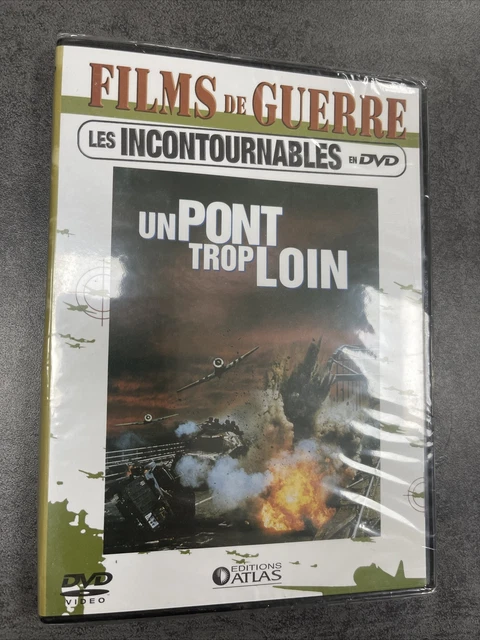 FILMS DE GUERRE
LES INCONTOURNABLES EN DVD
UN PONT
TROP LOIN
DVD
VIDEO
EDITIONS
ATLAS